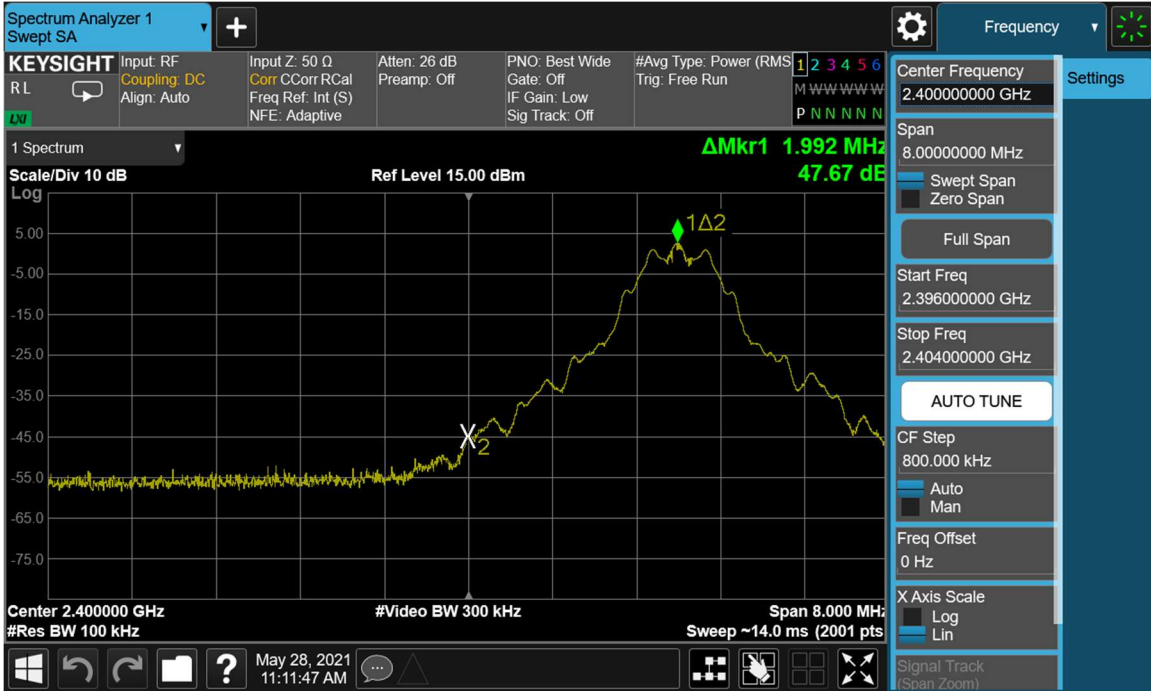 Spectrum Analyzer 1
Swept SA
Frequency
KEYSIGHT
RL
LXI
Input: RF
Coupling: DC
Align: Auto
Input Z: 50 Ω
Corr CCorr RCal
Freq Ref: Int (S)
NFE: Adaptive
Atten: 26 dB
Preamp: Off
PNO: Best Wide
Gate: Off
IF Gain: Low
Sig Track: Off
#Avg Type: Power (RMS
Trig: Free Run
1 2 3 4 5 6
M W W W W W
P N N N N N
1 Spectrum
ΔMkr1 1.992 MHz
Scale/Div 10 dB
Ref Level 15.00 dBm
47.67 dB
Log
5.00
-5.00
-15.0
-25.0
-35.0
-45.0
-55.0
-65.0
-75.0
1Δ2
X2
Center 2.400000 GHz
#Video BW 300 kHz
Span 8.000 MHz
#Res BW 100 kHz
Sweep ~14.0 ms (2001 pts
?
May 28, 2021
11:11:47 AM
Center Frequency
2.400000000 GHz
Settings
Span
8.00000000 MHz
Swept Span
Zero Span
Full Span
Start Freq
2.396000000 GHz
Stop Freq
2.404000000 GHz
AUTO TUNE
CF Step
800.000 kHz
Auto
Man
Freq Offset
0 Hz
X Axis Scale
Log
Lin
Signal Track
(Span Zoom)